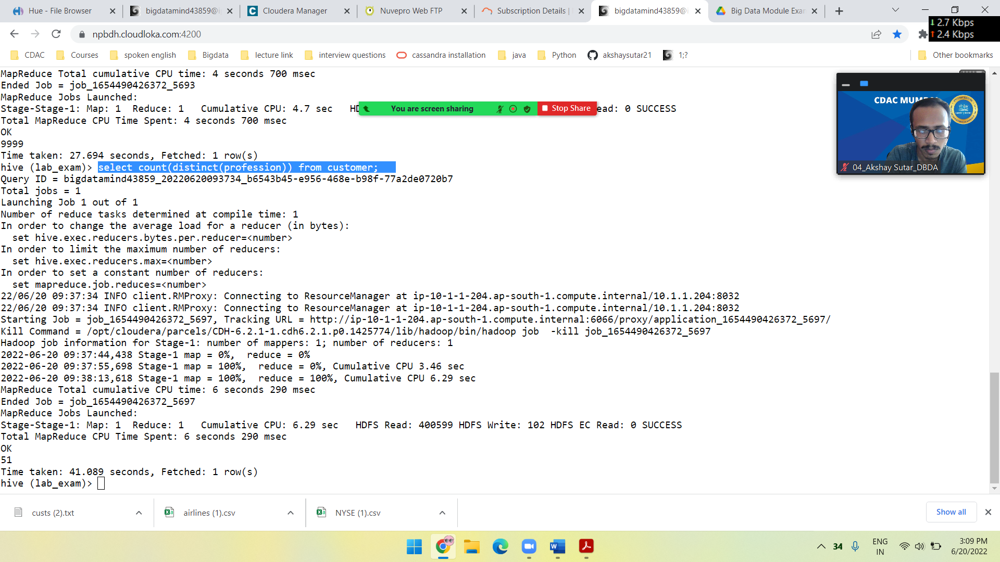 Hue - File Browser
bigdatamind43859@i
Cloudera Manager
Nuvepro Web FTP
Subscription Details |
bigdatamind43859@i
Big Data Module Exam
npbdh.cloudloka.com:4200
2.7 Kbps
2.4 Kbps
CDAC
Courses
spoken english
Bigdata
lecture link
interview questions
cassandra installation
java
Python
akshaysutar21
1;?
Other bookmarks
MapReduce Total cumulative CPU time: 4 seconds 700 msec
Ended Job = job_1654490426372_5693
MapReduce Jobs Launched:
Stage-Stage-1: Map: 1  Reduce: 1   Cumulative CPU: 4.7 sec   HD
You are screen sharing
Stop Share
ead: 0 SUCCESS
Total MapReduce CPU Time Spent: 4 seconds 700 msec
OK
9999
Time taken: 27.694 seconds, Fetched: 1 row(s)
hive (lab_exam)> select count(distinct(profession)) from customer;
Query ID = bigdatamind43859_20220620093734_b6543b45-e956-468e-b98f-77a2de0720b7
Total jobs = 1
Launching Job 1 out of 1
Number of reduce tasks determined at compile time: 1
In order to change the average load for a reducer (in bytes):
  set hive.exec.reducers.bytes.per.reducer=<number>
In order to limit the maximum number of reducers:
  set hive.exec.reducers.max=<number>
In order to set a constant number of reducers:
  set mapreduce.job.reduces=<number>
22/06/20 09:37:34 INFO client.RMProxy: Connecting to ResourceManager at ip-10-1-1-204.ap-south-1.compute.internal/10.1.1.204:8032
22/06/20 09:37:34 INFO client.RMProxy: Connecting to ResourceManager at ip-10-1-1-204.ap-south-1.compute.internal/10.1.1.204:8032
Starting Job = job_1654490426372_5697, Tracking URL = http://ip-10-1-1-204.ap-south-1.compute.internal:6066/proxy/application_1654490426372_5697/
Kill Command = /opt/cloudera/parcels/CDH-6.2.1-1.cdh6.2.1.p0.1425774/lib/hadoop/bin/hadoop job  -kill job_1654490426372_5697
Hadoop job information for Stage-1: number of mappers: 1; number of reducers: 1
2022-06-20 09:37:44,438 Stage-1 map = 0%,  reduce = 0%
2022-06-20 09:37:55,698 Stage-1 map = 100%,  reduce = 0%, Cumulative CPU 3.46 sec
2022-06-20 09:38:13,618 Stage-1 map = 100%,  reduce = 100%, Cumulative CPU 6.29 sec
MapReduce Total cumulative CPU time: 6 seconds 290 msec
Ended Job = job_1654490426372_5697
MapReduce Jobs Launched:
Stage-Stage-1: Map: 1  Reduce: 1   Cumulative CPU: 6.29 sec   HDFS Read: 400599 HDFS Write: 102 HDFS EC Read: 0 SUCCESS
Total MapReduce CPU Time Spent: 6 seconds 290 msec
OK
51
Time taken: 41.089 seconds, Fetched: 1 row(s)
hive (lab_exam)>
CDAC MUMBAI
CDAC
04_Akshay Sutar_DBDA
custs (2).txt
airlines (1).csv
NYSE (1).csv
Show all
34
ENG
IN
3:09 PM
6/20/2022